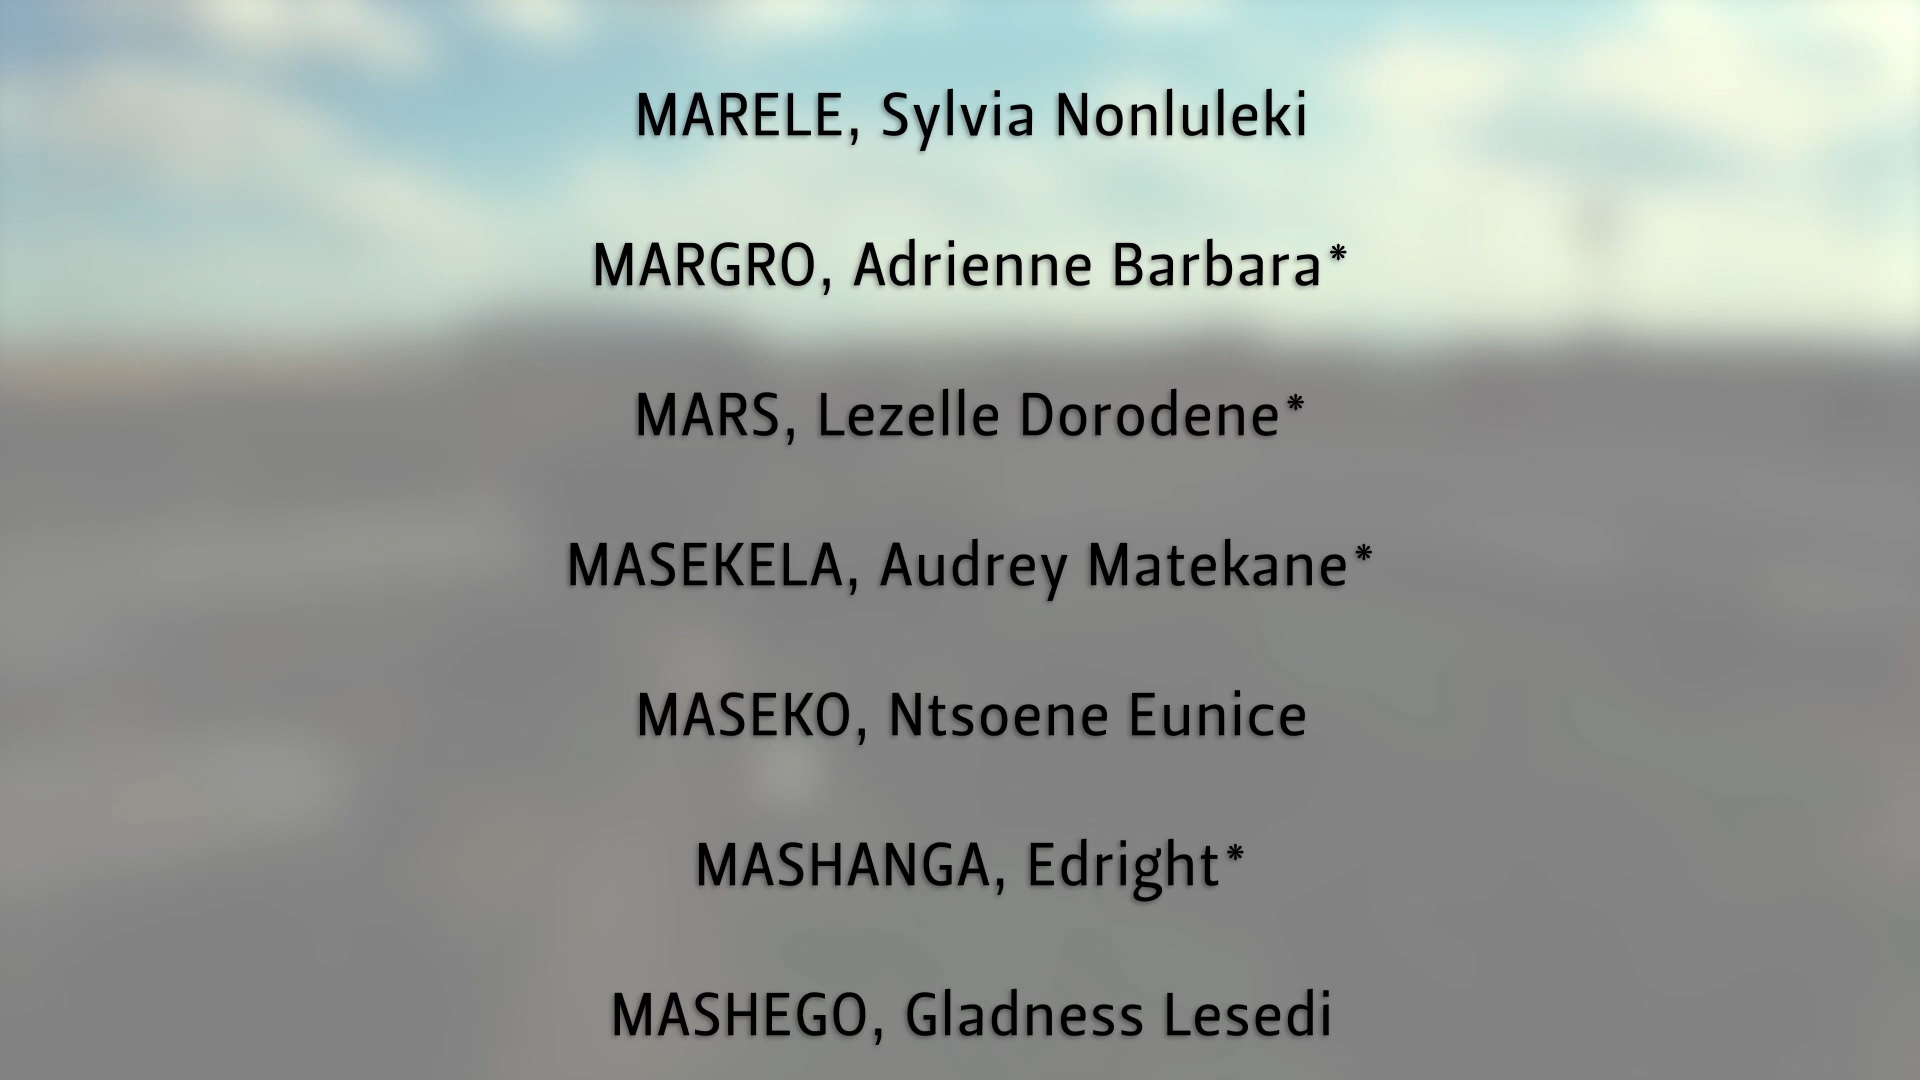 MARELE, Sylvia Nonluleki
MARGRO, Adrienne Barbara*
MARS, Lezelle Dorodene*
MASEKELA, Audrey Matekane*
MASEKO, Ntsoene Eunice
MASHANGA, Edright*
MASHEGO, Gladness Lesedi